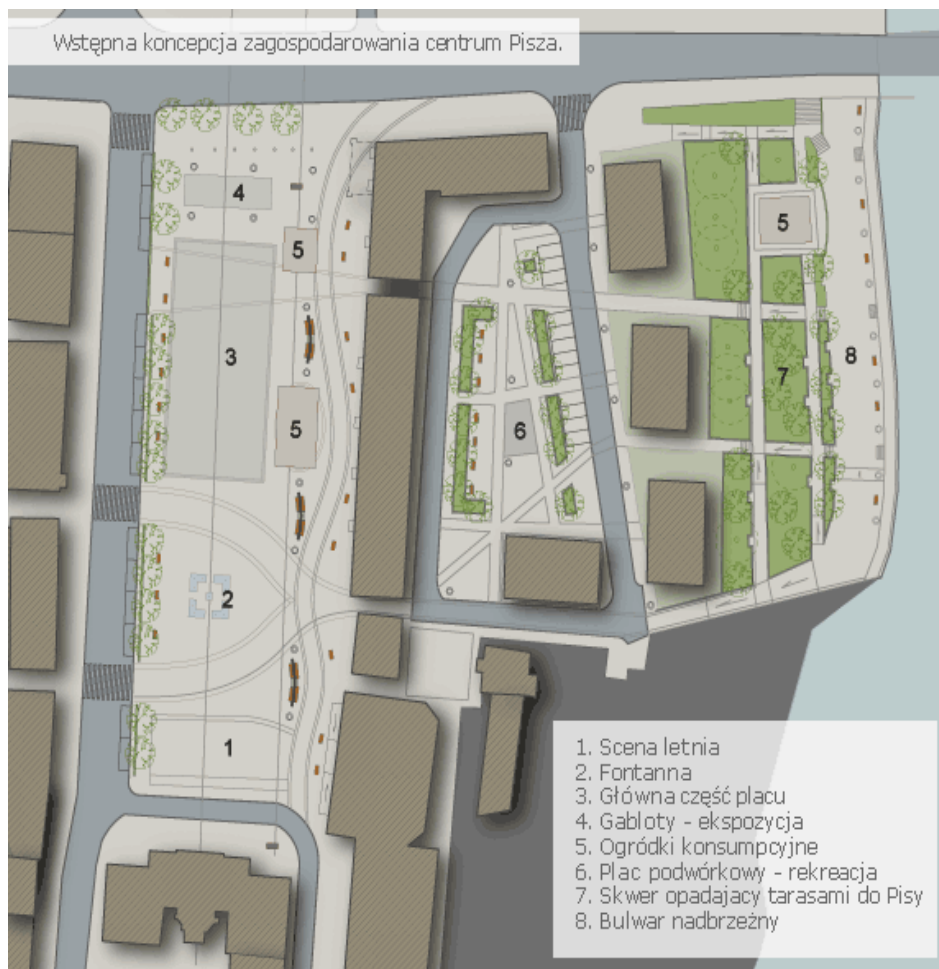 Wstępna koncepcja zagospodarowania centrum Pisza.
4
5
5
3
8
7
5
6
2
1
1. Scena letnia
2. Fontanna
3. Główna część placu
4. Gabloty - ekspozycja
5. Ogródki konsumpcyjne
6. Plac podwórkowy - rekreacja
7. Skwer opadajacy tarasami do Pisy
8. Bulwar nadbrzeżny